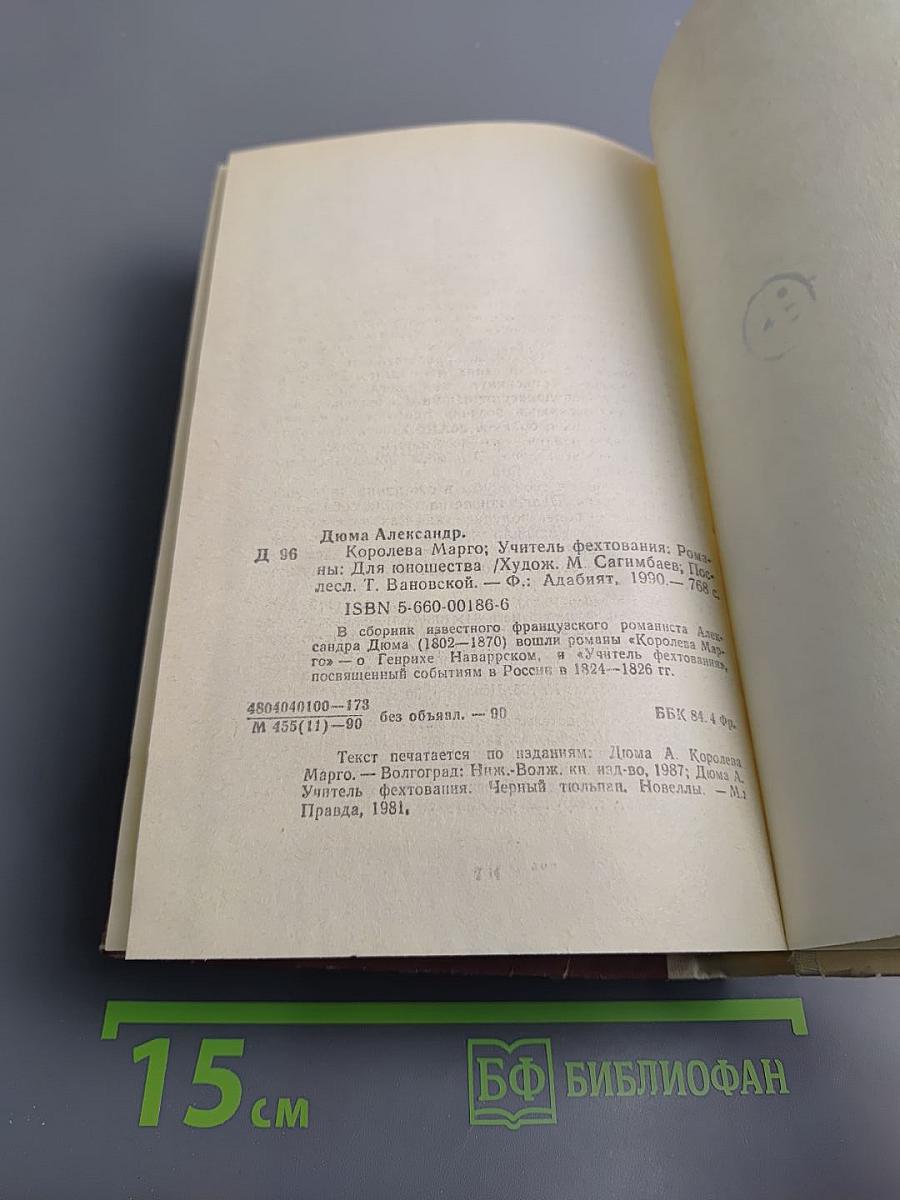 Дюма Александр.
Д 96 Королева Марго; Учитель фехтования: Рома-
ны: Для юношества /Худож. М. Сагимбаев; Пос-
лесл. Т. Вановской. — Ф.: Адабият, 1990.— 768 с.
ISBN 5-660-00186-6
В сборник известного французского романиста Алек-
сандра Дюма (1802—1870) вошли романы «Королева Мар-
го» — о Генрихе Наваррском, и «Учитель фехтования»,
посвященный событиям в России в 1824—1826 гг.
4804040100—173
М 455(11)—90 без объявл. — 90 ББК 84.4 Фр.
Текст печатается по изданиям: Дюма А. Королева
Марго. — Волгоград: Ниж.-Волж. кн. изд-во, 1987; Дюма А.
Учитель фехтования. Черный тюльпан. Новеллы. — М.:
Правда, 1981.
15 см
БФ БИБЛИОФАН